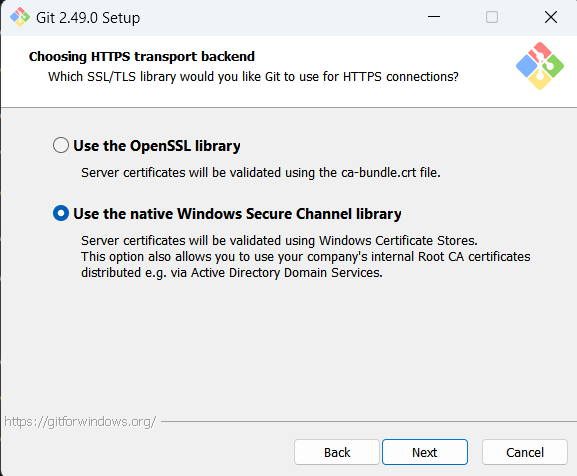 Git 2.49.0 Setup
Choosing HTTPS transport backend
Which SSL/TLS library would you like Git to use for HTTPS connections?
Use the OpenSSL library
Server certificates will be validated using the ca-bundle.crt file.
Use the native Windows Secure Channel library
Server certificates will be validated using Windows Certificate Stores.
This option also allows you to use your company's internal Root CA certificates
distributed e.g. via Active Directory Domain Services.
https://gitforwindows.org/
Back Next Cancel